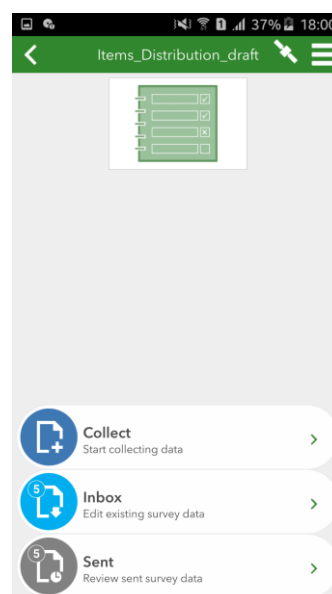 1 37% 18:00
Items_Distribution_draft
Collect
Start collecting data
5
Inbox
Edit existing survey data
5
Sent
Review sent survey data